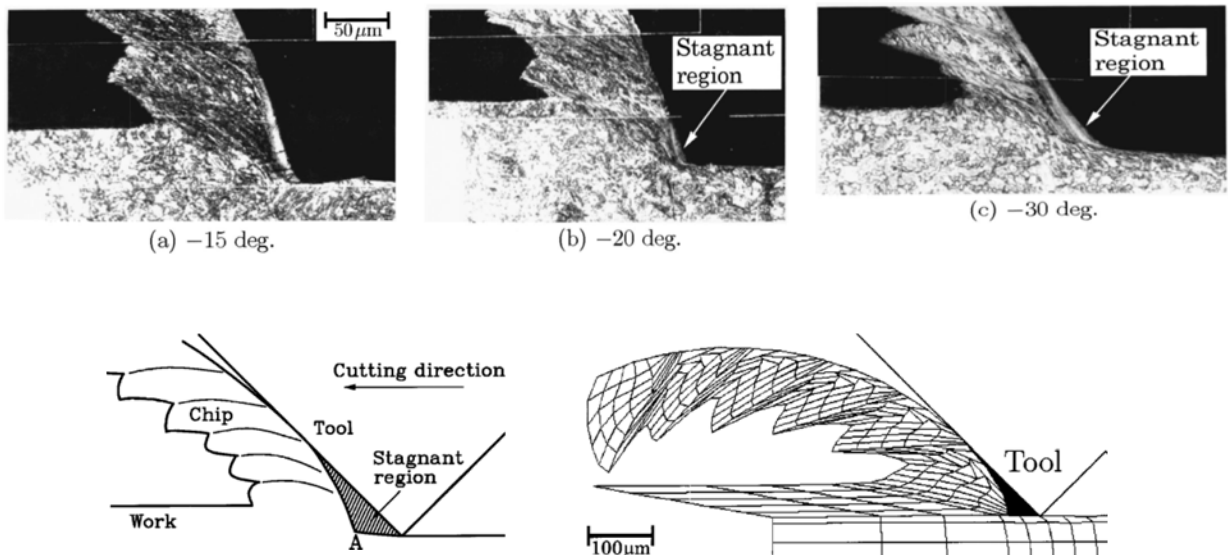 50μm
Stagnant
region
Stagnant
region
(a) −15 deg.
(b) −20 deg.
(c) −30 deg.
Cutting direction
Chip
Tool
Stagnant
region
Work
A
Tool
100μm